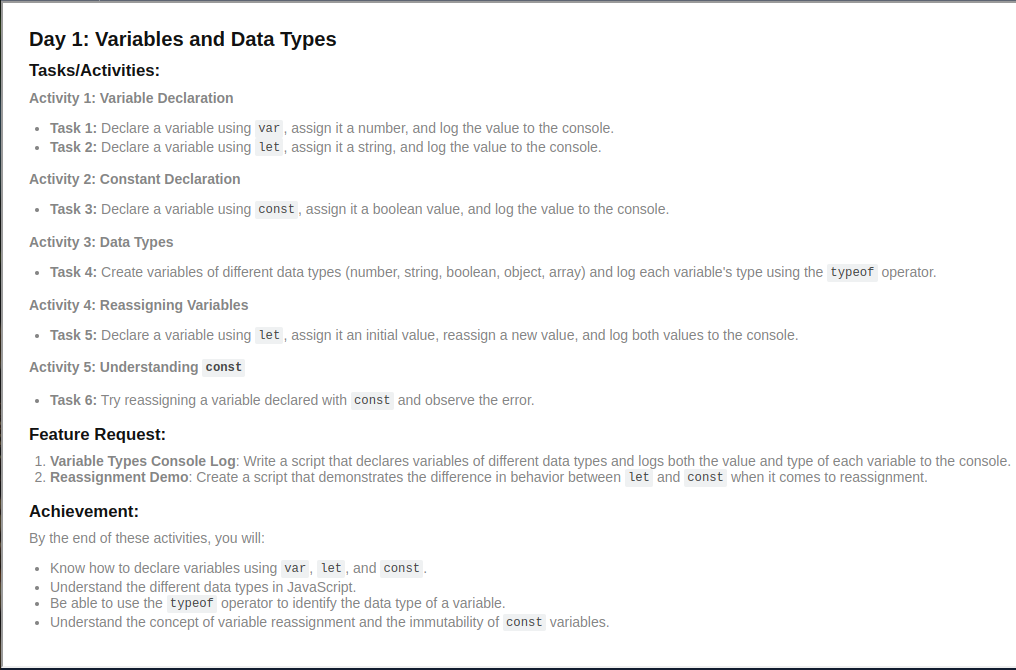 Day 1: Variables and Data Types
Tasks/Activities:
Activity 1: Variable Declaration
• Task 1: Declare a variable using var, assign it a number, and log the value to the console.
• Task 2: Declare a variable using let, assign it a string, and log the value to the console.
Activity 2: Constant Declaration
• Task 3: Declare a variable using const, assign it a boolean value, and log the value to the console.
Activity 3: Data Types
• Task 4: Create variables of different data types (number, string, boolean, object, array) and log each variable's type using the typeof operator.
Activity 4: Reassigning Variables
• Task 5: Declare a variable using let, assign it an initial value, reassign a new value, and log both values to the console.
Activity 5: Understanding const
• Task 6: Try reassigning a variable declared with const and observe the error.
Feature Request:
1. Variable Types Console Log: Write a script that declares variables of different data types and logs both the value and type of each variable to the console.
2. Reassignment Demo: Create a script that demonstrates the difference in behavior between let and const when it comes to reassignment.
Achievement:
By the end of these activities, you will:
• Know how to declare variables using var, let, and const.
• Understand the different data types in JavaScript.
• Be able to use the typeof operator to identify the data type of a variable.
• Understand the concept of variable reassignment and the immutability of const variables.